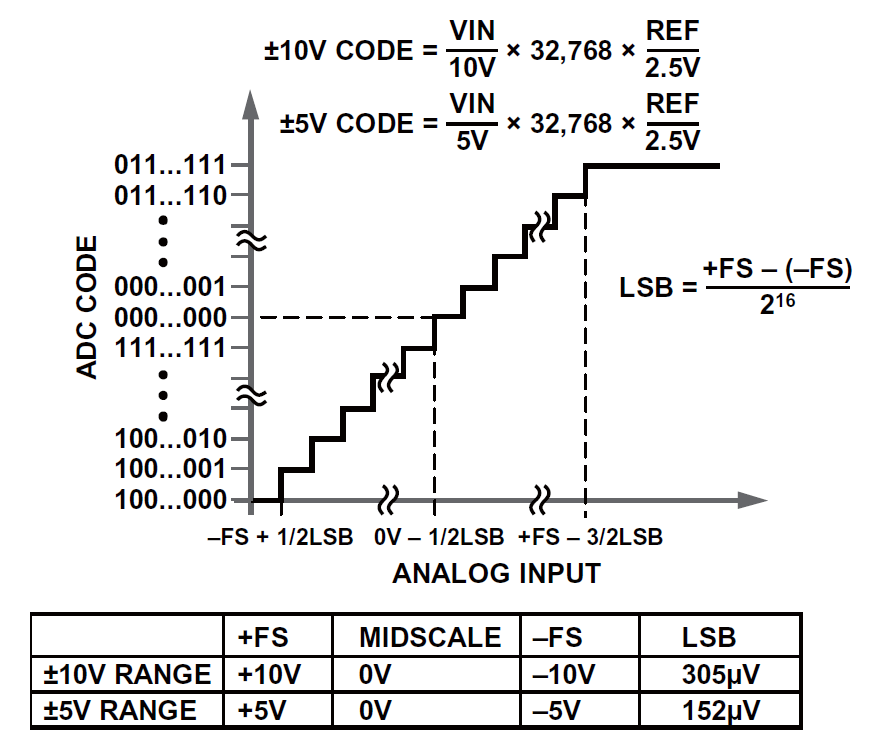 ±10V CODE = VIN/10V × 32,768 × REF/2.5V
±5V CODE = VIN/5V × 32,768 × REF/2.5V
011...111
011...110
000...001
000...000
111...111
100...010
100...001
100...000
ADC CODE
LSB = +FS – (–FS)/2¹⁶
–FS + 1/2LSB 0V – 1/2LSB +FS – 3/2LSB
ANALOG INPUT
+FS MIDSCALE –FS LSB
±10V RANGE +10V 0V –10V 305µV
±5V RANGE +5V 0V –5V 152µV